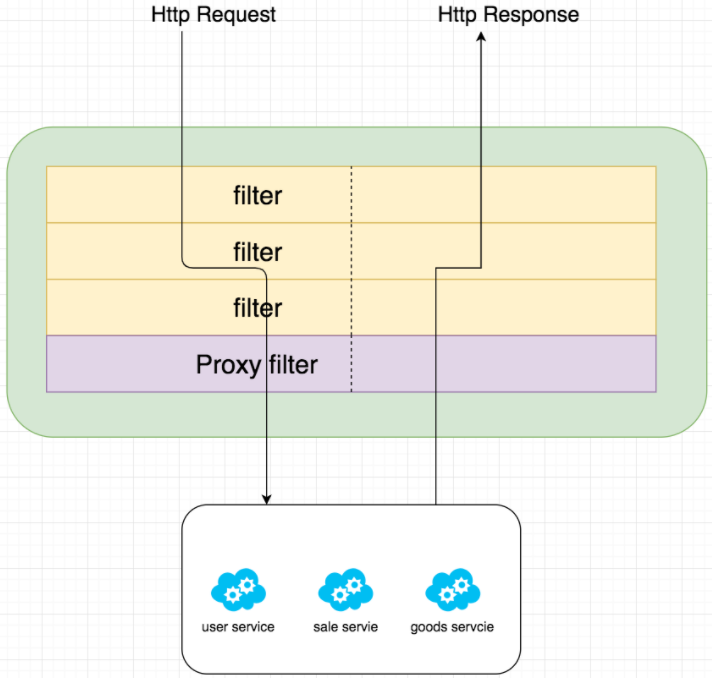 Http Request
Http Response
filter
filter
filter
Proxy filter
user service
sale servie
goods servcie